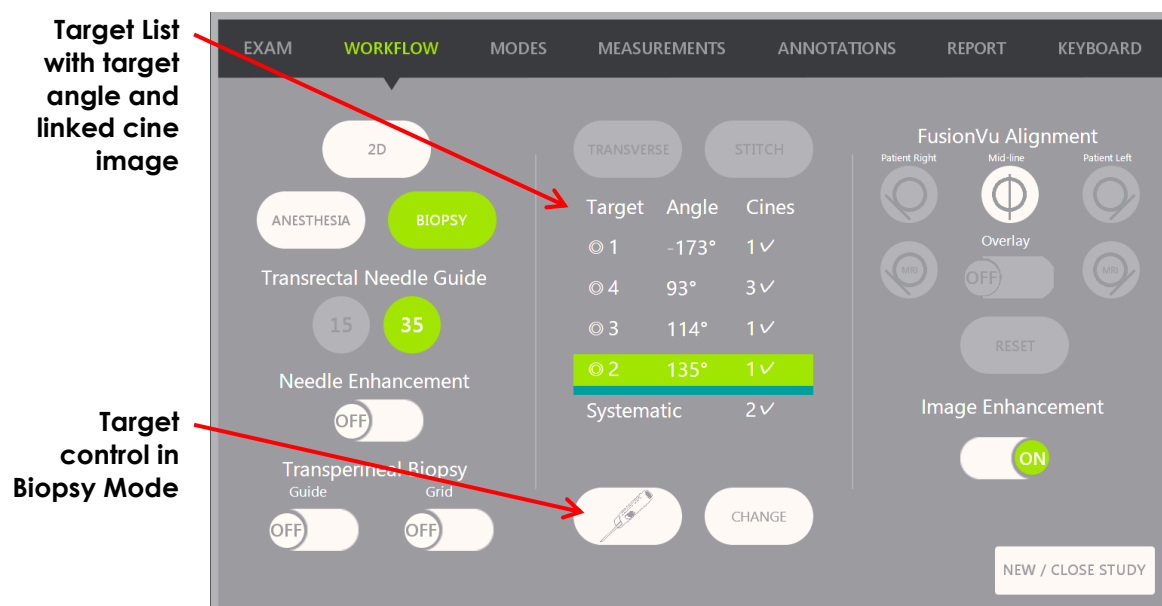 Target List
with target
angle and
linked cine
image
Target
control in
Biopsy Mode
EXAM WORKFLOW MODES MEASUREMENTS ANNOTATIONS REPORT KEYBOARD
2D
ANESTHESIA BIOPSY
Transrectal Needle Guide
15 35
Needle Enhancement
OFF
Transperineal Biopsy
Guide Grid
OFF OFF
TRANSVERSE STITCH
Target Angle Cines
◎ 1 -173° 1✓
◎ 4 93° 3✓
◎ 3 114° 1✓
◎ 2 135° 1✓
Systematic 2✓
CHANGE
FusionVu Alignment
Patient Right Mid-line Patient Left
Overlay
MRI OFF MRI
RESET
Image Enhancement
ON
NEW / CLOSE STUDY